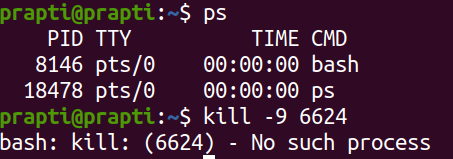 prapti@prapti:~$ ps
    PID TTY          TIME CMD
   8146 pts/0    00:00:00 bash
  18478 pts/0    00:00:00 ps
prapti@prapti:~$ kill -9 6624
bash: kill: (6624) - No such process